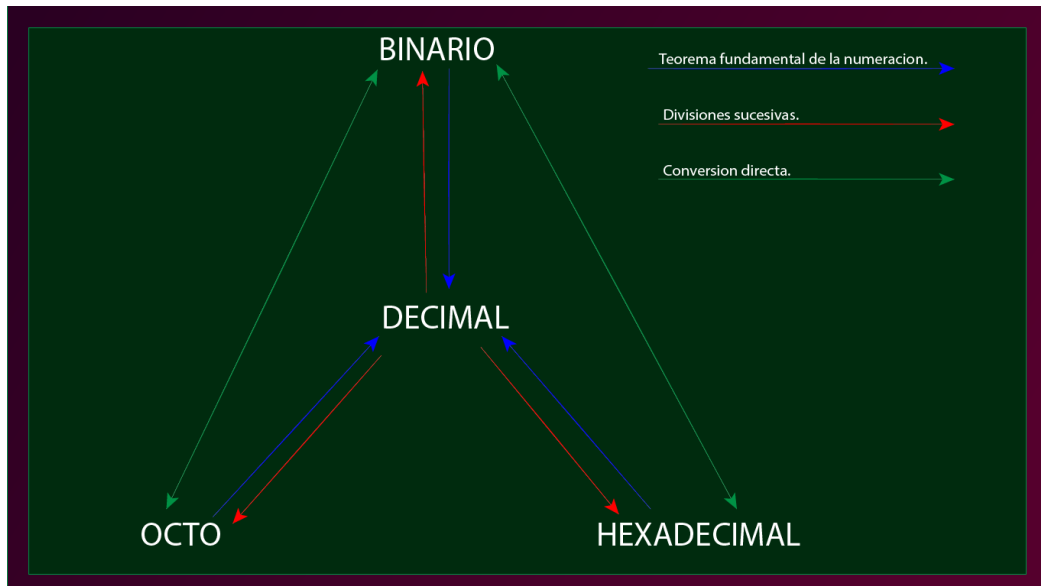 BINARIO
Teorema fundamental de la numeracion.
Divisiones sucesivas.
Conversion directa.
DECIMAL
OCTO
HEXADECIMAL